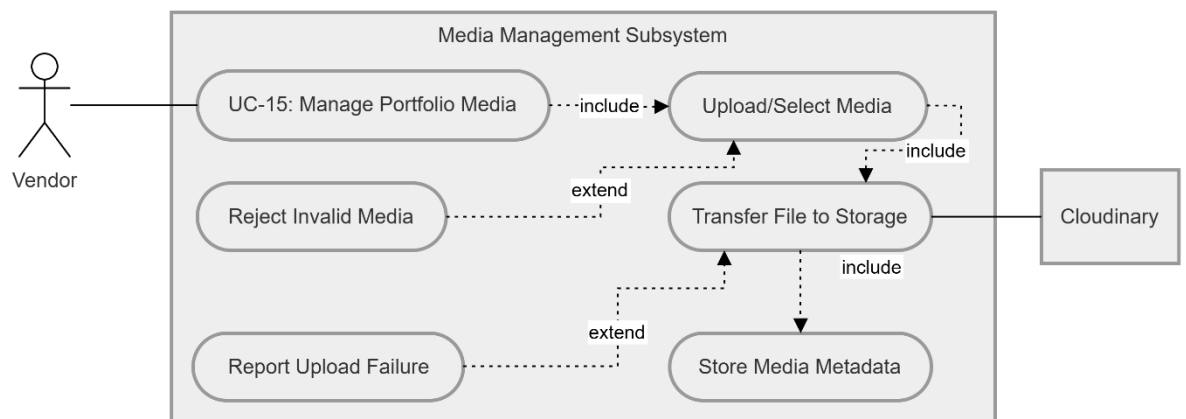 Media Management Subsystem
UC-15: Manage Portfolio Media
include
Upload/Select Media
include
Vendor
extend
Reject Invalid Media
Transfer File to Storage
Cloudinary
include
extend
Report Upload Failure
Store Media Metadata